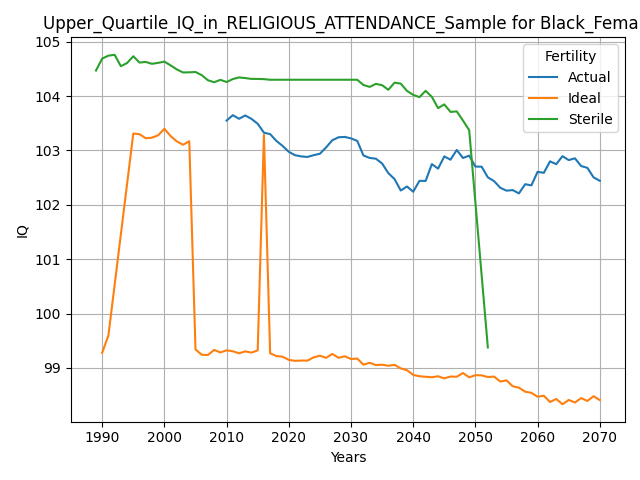 Upper_Quartile_IQ_in_RELIGIOUS_ATTENDANCE_Sample for Black_Fema
105
104
103
102
101
100
99
IQ
1990 2000 2010 2020 2030 2040 2050 2060 2070
Years
Fertility
Actual
Ideal
Sterile